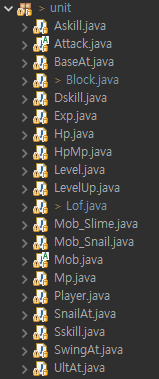 > unit
Askill.java
Attack.java
BaseAt.java
> Block.java
Dskill.java
Exp.java
Hp.java
HpMp.java
Level.java
LevelUp.java
> Lof.java
Mob_Slime.java
Mob_Snail.java
Mob.java
Mp.java
Player.java
SnailAt.java
Sskill.java
SwingAt.java
UltAt.java